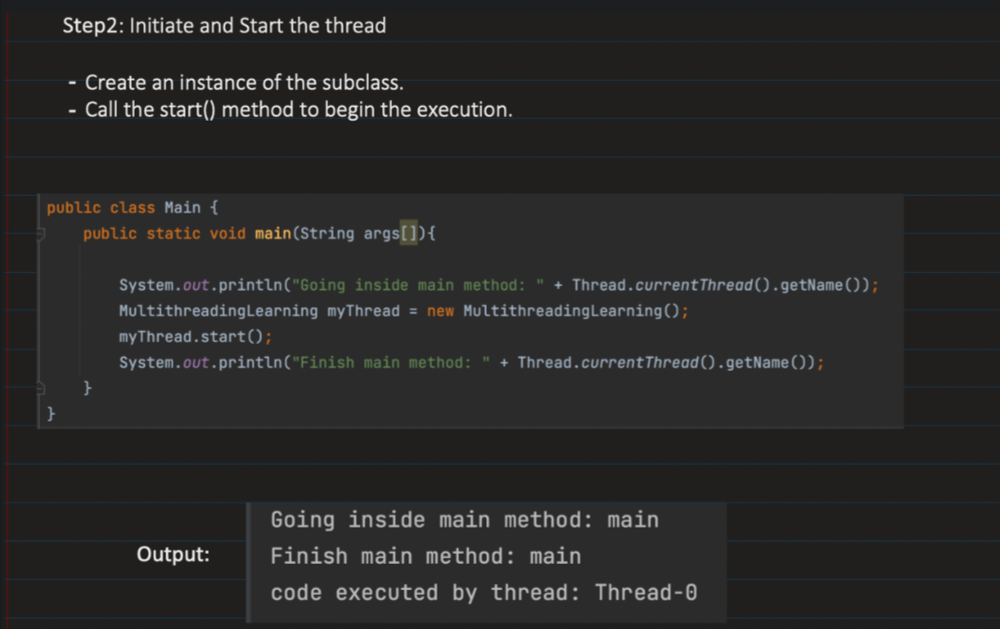 Step2: Initiate and Start the thread
- Create an instance of the subclass.
- Call the start() method to begin the execution.
public class Main {
    public static void main(String args[]){
        System.out.println("Going inside main method: " + Thread.currentThread().getName());
        MultithreadingLearning myThread = new MultithreadingLearning();
        myThread.start();
        System.out.println("Finish main method: " + Thread.currentThread().getName());
    }
}
Output:
Going inside main method: main
Finish main method: main
code executed by thread: Thread-0